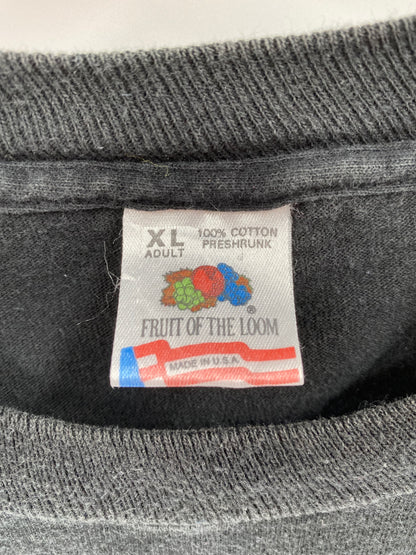 XL 100% COTTON
ADULT PRESHRUNK
®
FRUIT OF THE LOOM
MADE IN U.S.A.